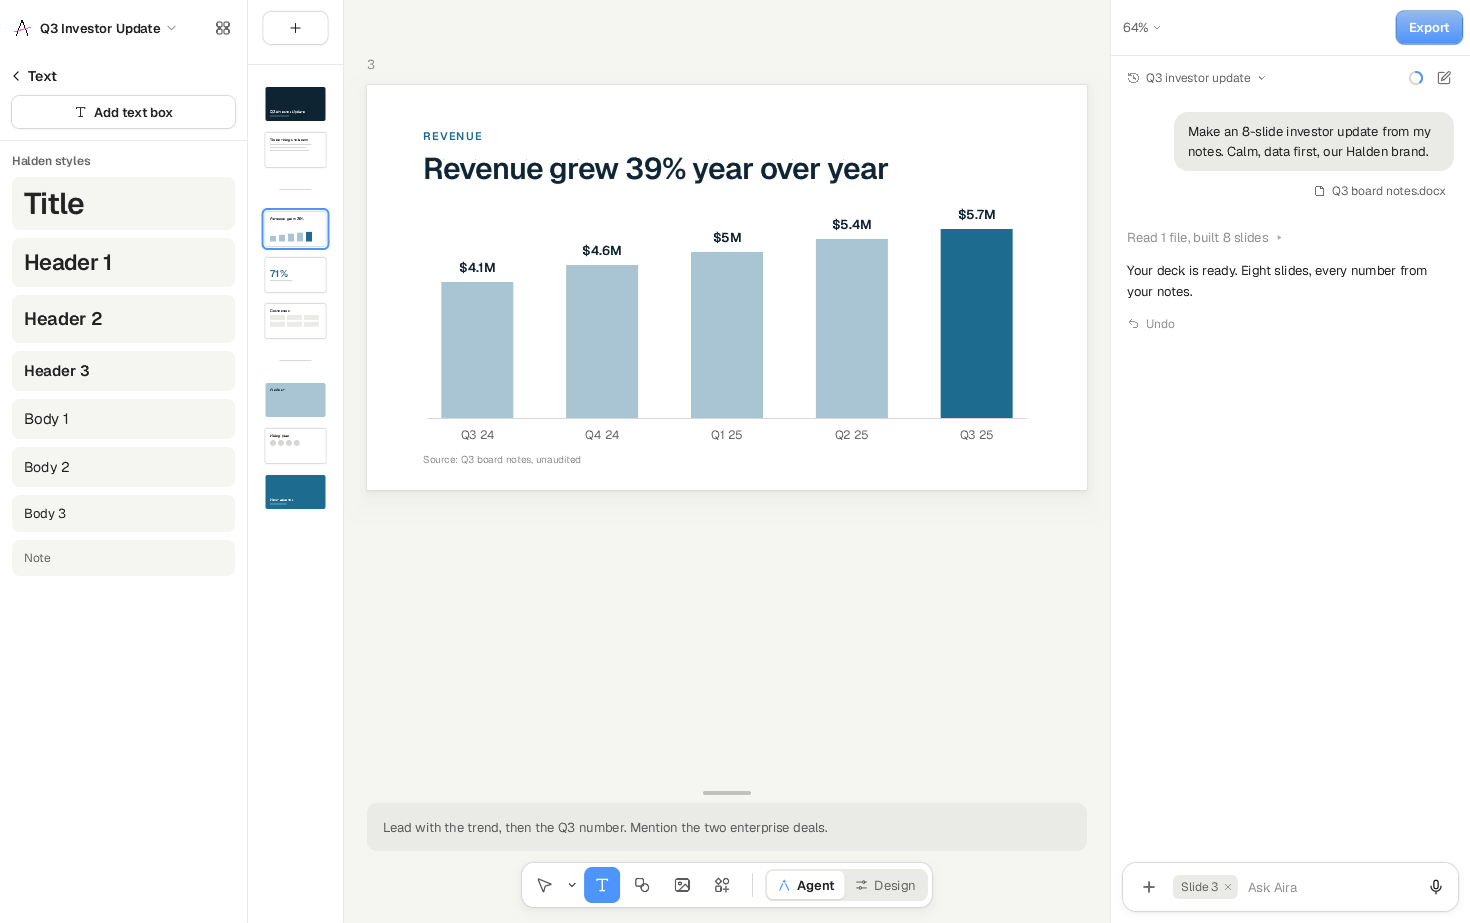 Q3 Investor Update
Text
Add text box
Halden styles
Title
Header 1
Header 2
Header 3
Body 1
Body 2
Body 3
Note
71%
3
REVENUE
Revenue grew 39% year over year
$4.1M
$4.6M
$5M
$5.4M
$5.7M
Q3 24
Q4 24
Q1 25
Q2 25
Q3 25
Source: Q3 board notes, unaudited
Lead with the trend, then the Q3 number. Mention the two enterprise deals.
Agent
Design
64%
Export
Q3 investor update
Make an 8-slide investor update from my
notes. Calm, data first, our Halden brand.
Q3 board notes.docx
Read 1 file, built 8 slides
Your deck is ready. Eight slides, every number from
your notes.
Undo
Slide 3
Ask Aira